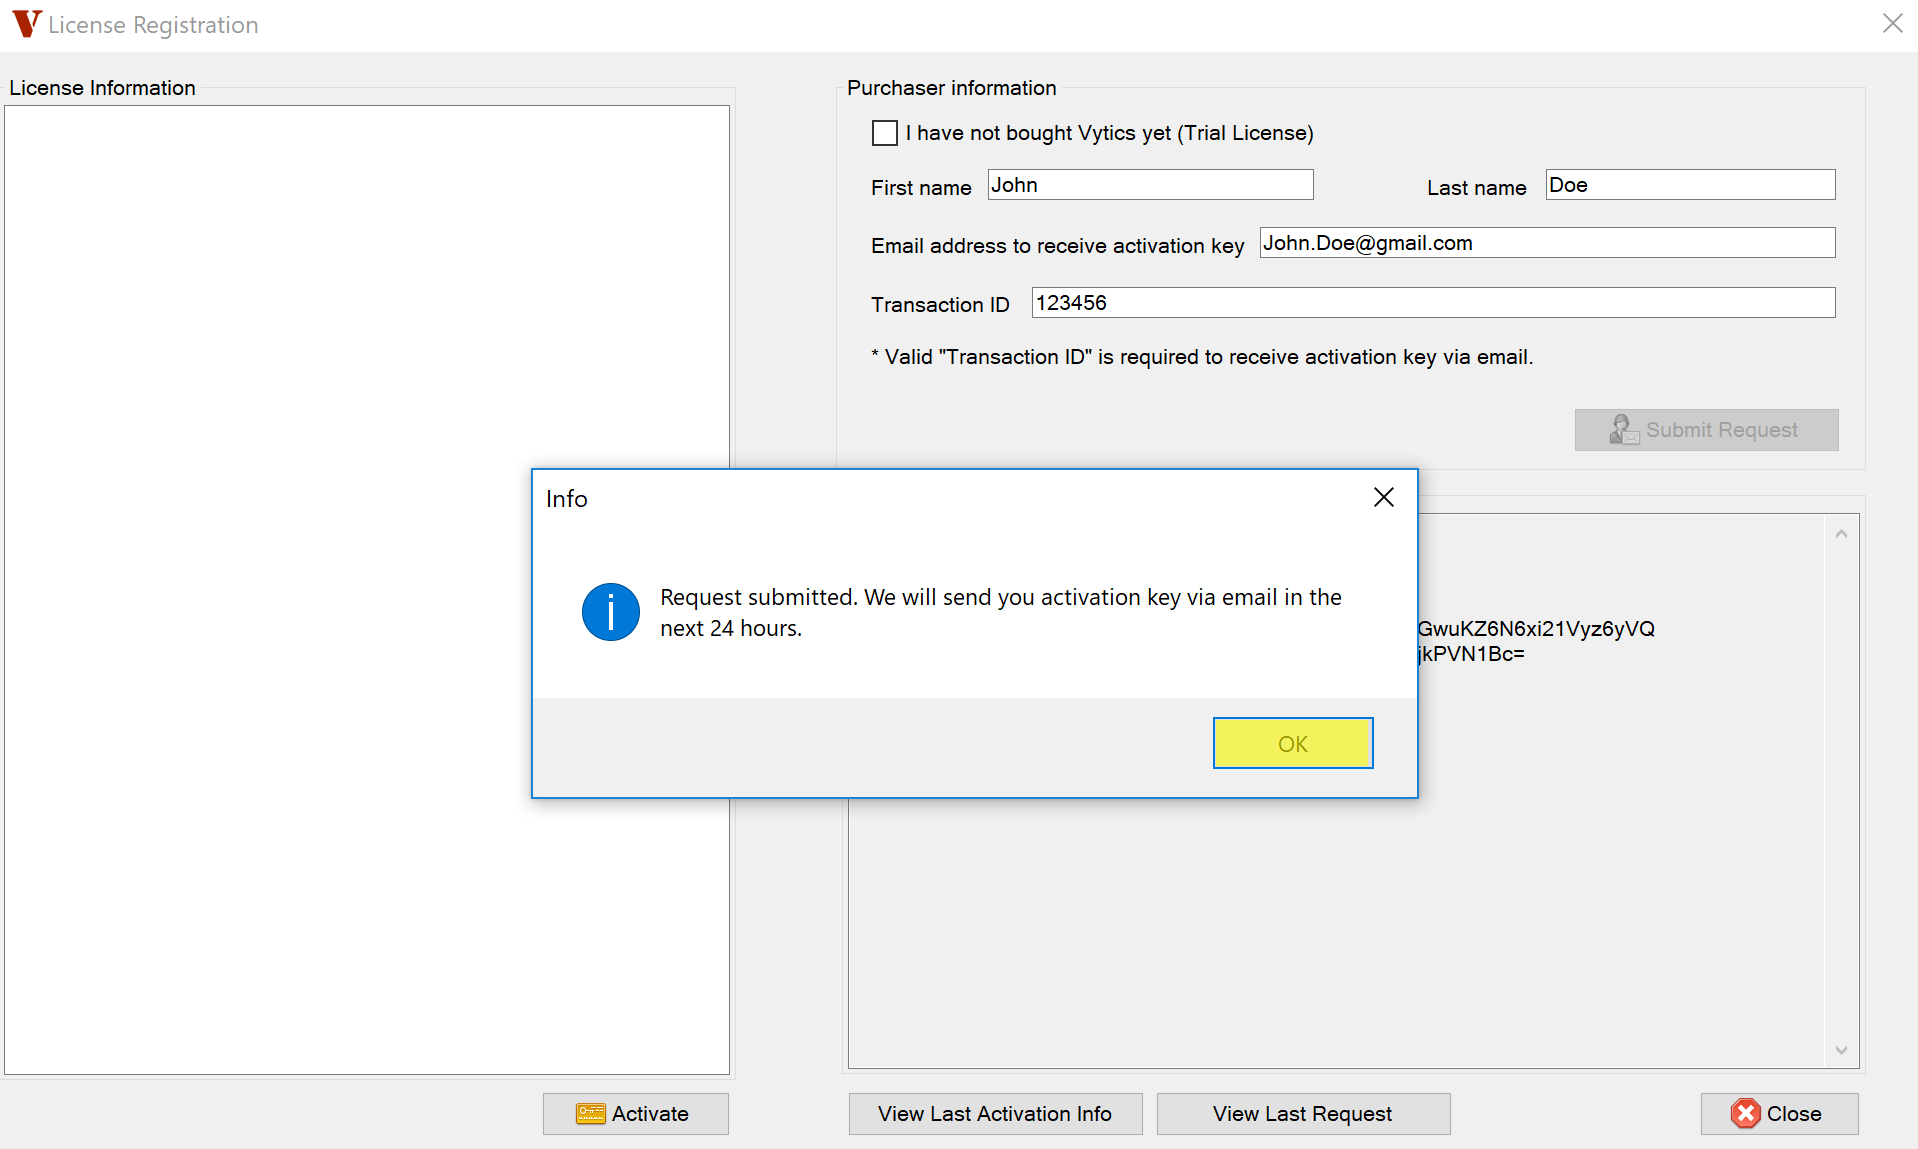 License Registration
License Information
Purchaser information
I have not bought Vytics yet (Trial License)
First name John Last name Doe
Email address to receive activation key John.Doe@gmail.com
Transaction ID 123456
* Valid "Transaction ID" is required to receive activation key via email.
Submit Request
Info
Request submitted. We will send you activation key via email in the
next 24 hours.
GwuKZ6N6xi21Vyz6yVQ
jkPVN1Bc=
OK
Activate
View Last Activation Info
View Last Request
Close